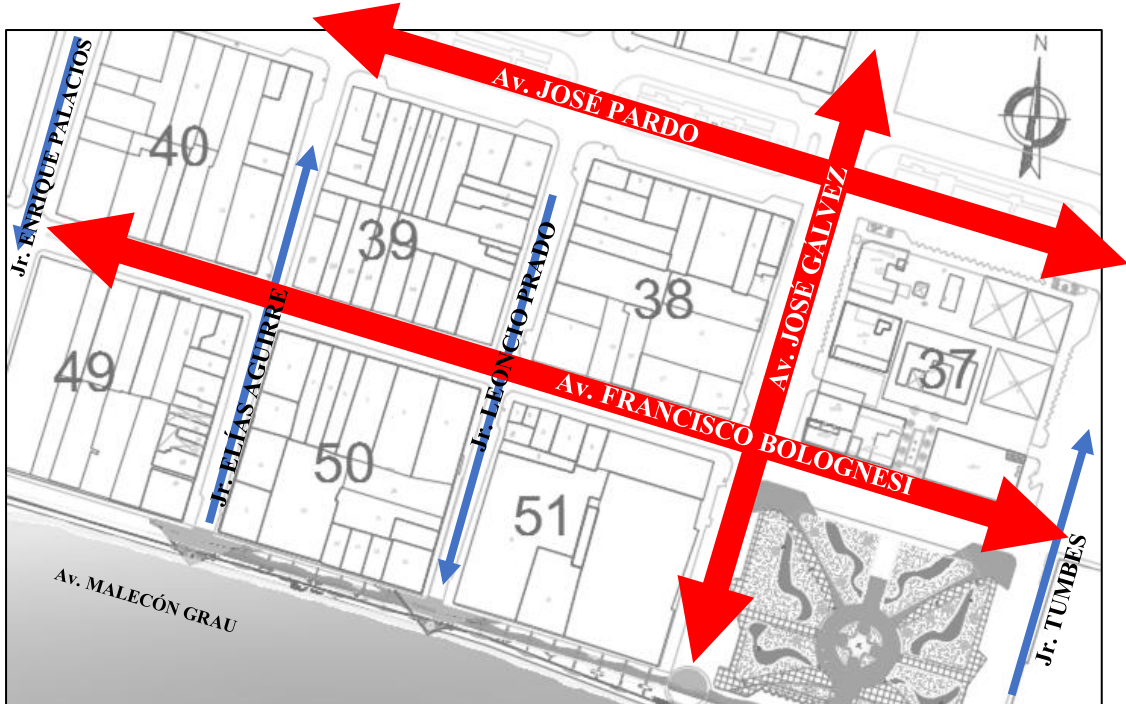 N
Av. JOSÉ PARDO
Jr. ENRIQUE PALACIOS
40
39
38
37
Av. JOSÉ GÁLVEZ
Jr. ELÍAS AGUIRRE
Jr. LEONCIO PRADO
Av. FRANCISCO BOLOGNESI
49
50
51
Av. MALECÓN GRAU
Jr. TUMBES